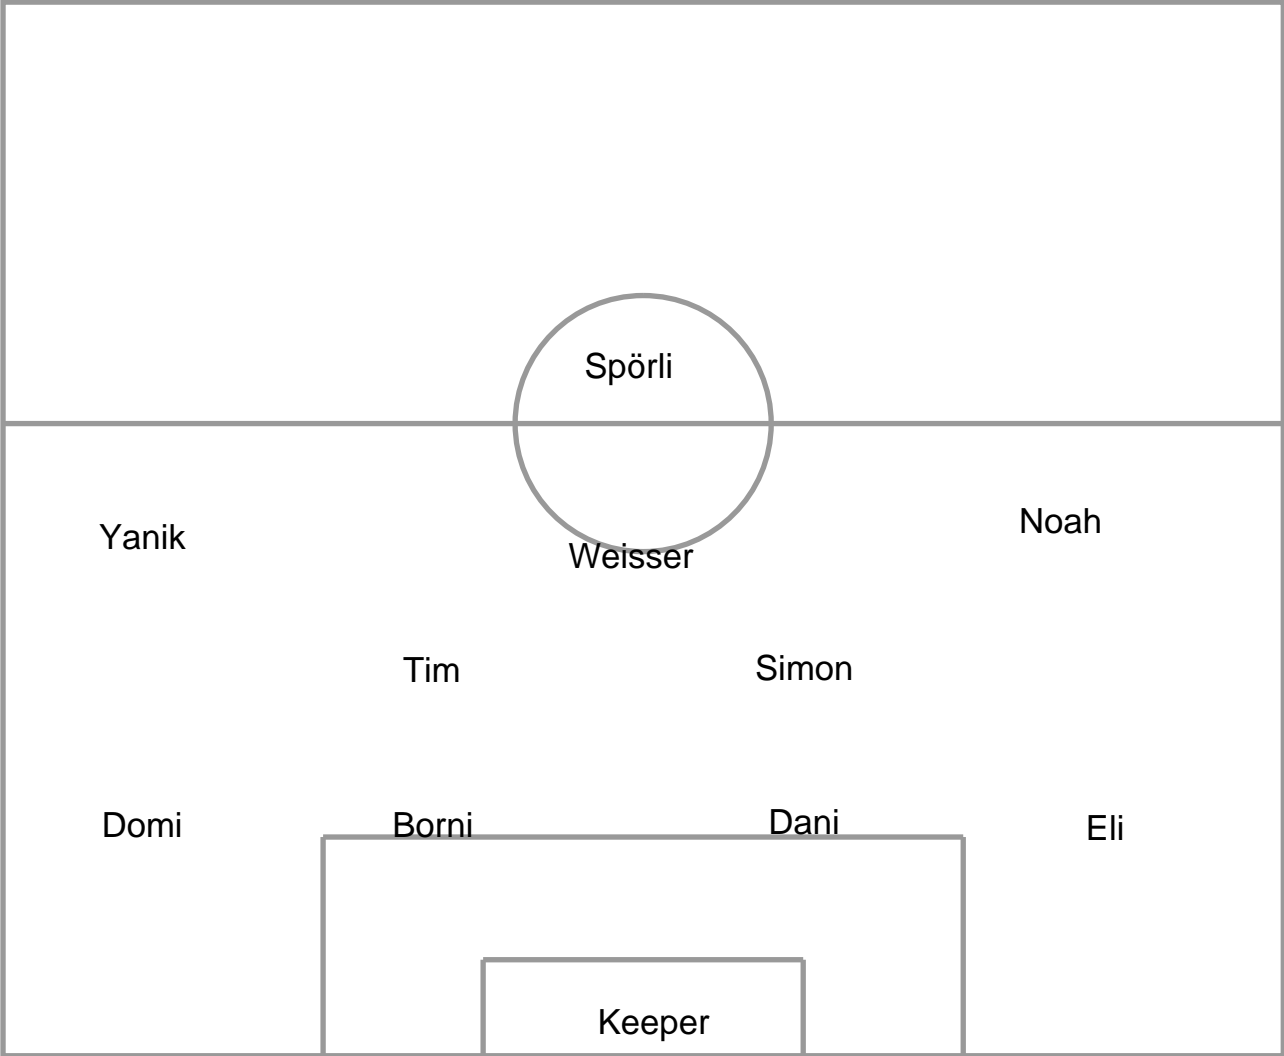 Spörli
Yanik
Weisser
Noah
Tim
Simon
Domi
Borni
Dani
Eli
Keeper